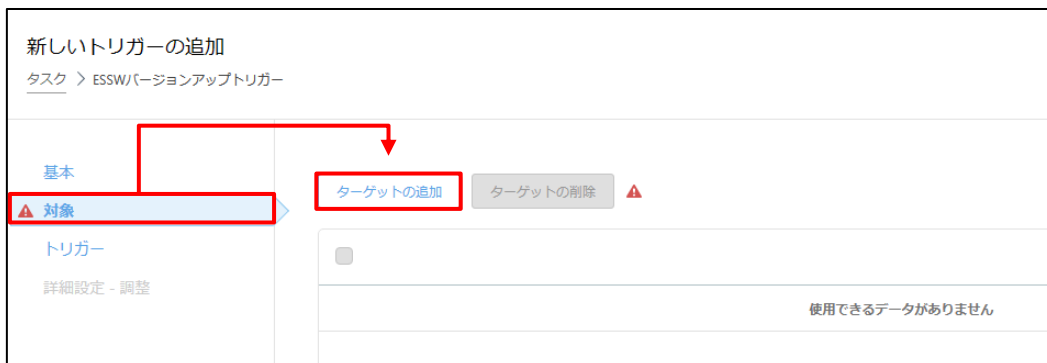 新しいトリガーの追加
タスク > ESSWバージョンアップトリガー
基本
対象
トリガー
詳細設定 - 調整
ターゲットの追加
ターゲットの削除
使用できるデータがありません